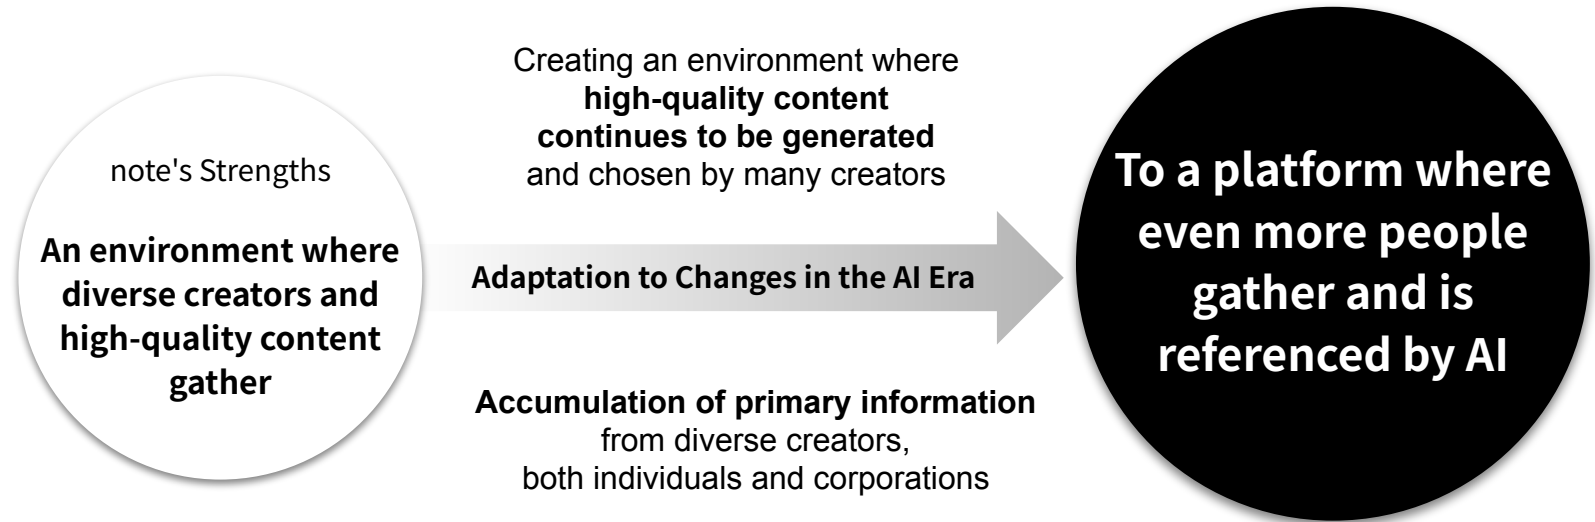 note's Strengths
An environment where
diverse creators and
high-quality content
gather
Creating an environment where
high-quality content
continues to be generated
and chosen by many creators
Adaptation to Changes in the AI Era
Accumulation of primary information
from diverse creators,
both individuals and corporations
To a platform where
even more people
gather and is
referenced by AI